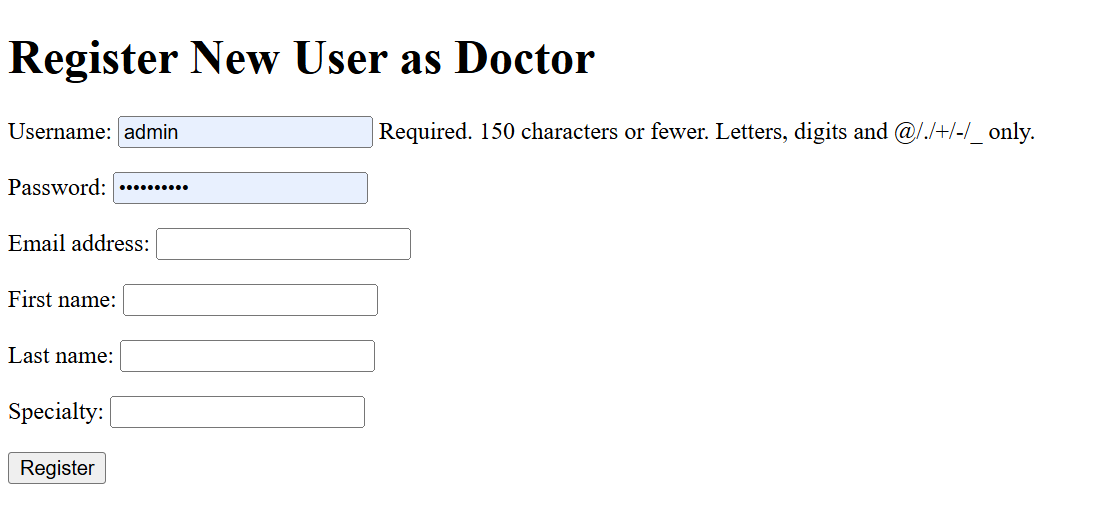 Register New User as Doctor
Username: admin Required. 150 characters or fewer. Letters, digits and @/./+/-/_ only.
Password: ••••••••••
Email address:
First name:
Last name:
Specialty:
Register